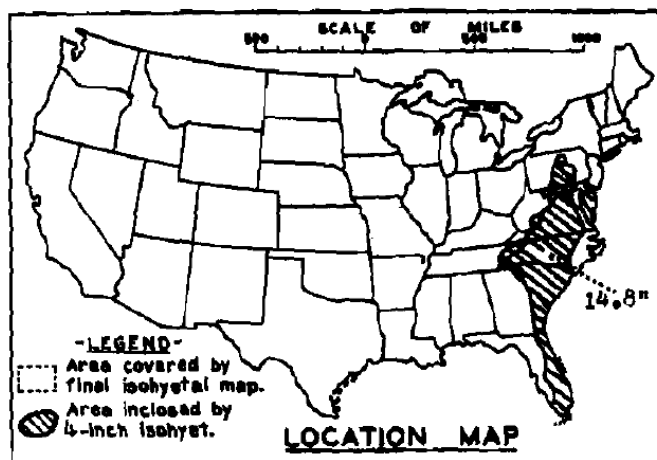 SCALE OF MILES
500 0 500 1000
14.8"
-LEGEND-
Area covered by
final isohyetal map.
Area inclosed by
4-inch isohyet.
LOCATION MAP